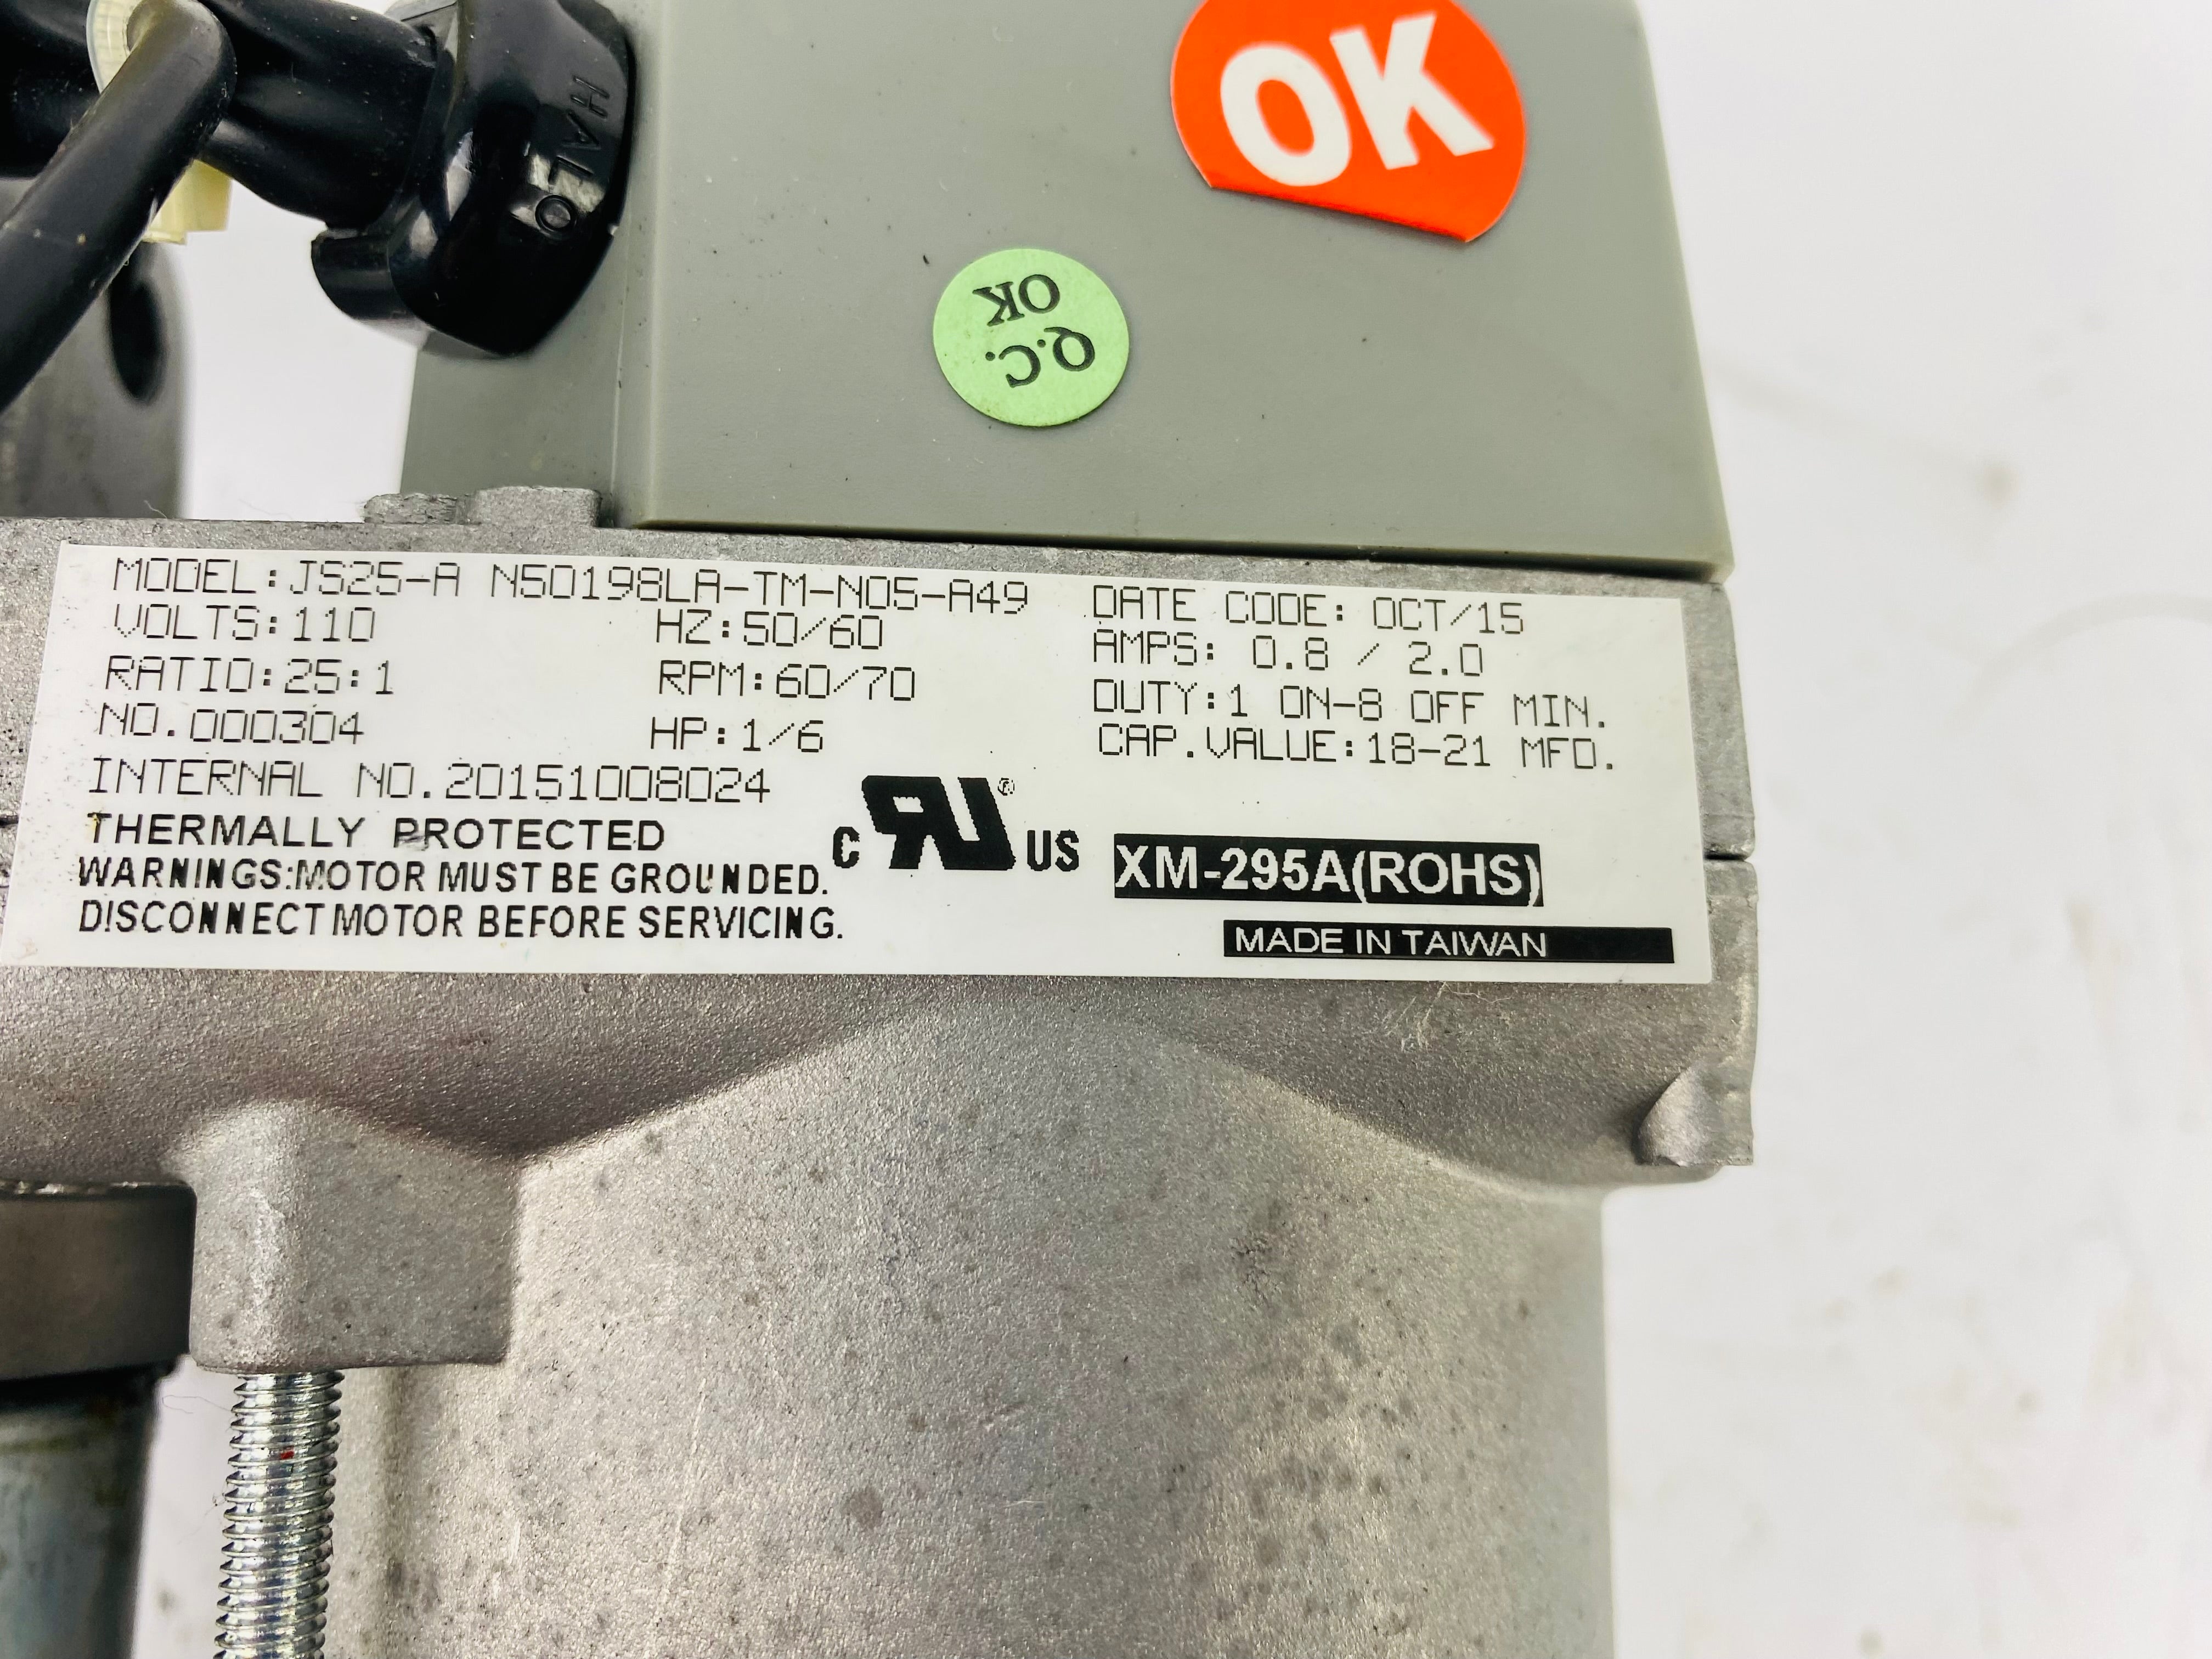 HALO
OK
Q.C.
OK
MODEL:JS25-A N50198LA-TM-N05-A49
DATE CODE: OCT/15
VOLTS:110 HZ:50/60
AMPS: 0.8 / 2.0
RATIO:25:1 RPM:60/70
DUTY:1 ON-8 OFF MIN.
NO.000304 HP:1/6
CAP.VALUE:18-21 MFD.
INTERNAL NO.20151008024
THERMALLY PROTECTED
WARNINGS:MOTOR MUST BE GROUNDED.
DISCONNECT MOTOR BEFORE SERVICING.
C RU® US
XM-295A(ROHS)
MADE IN TAIWAN